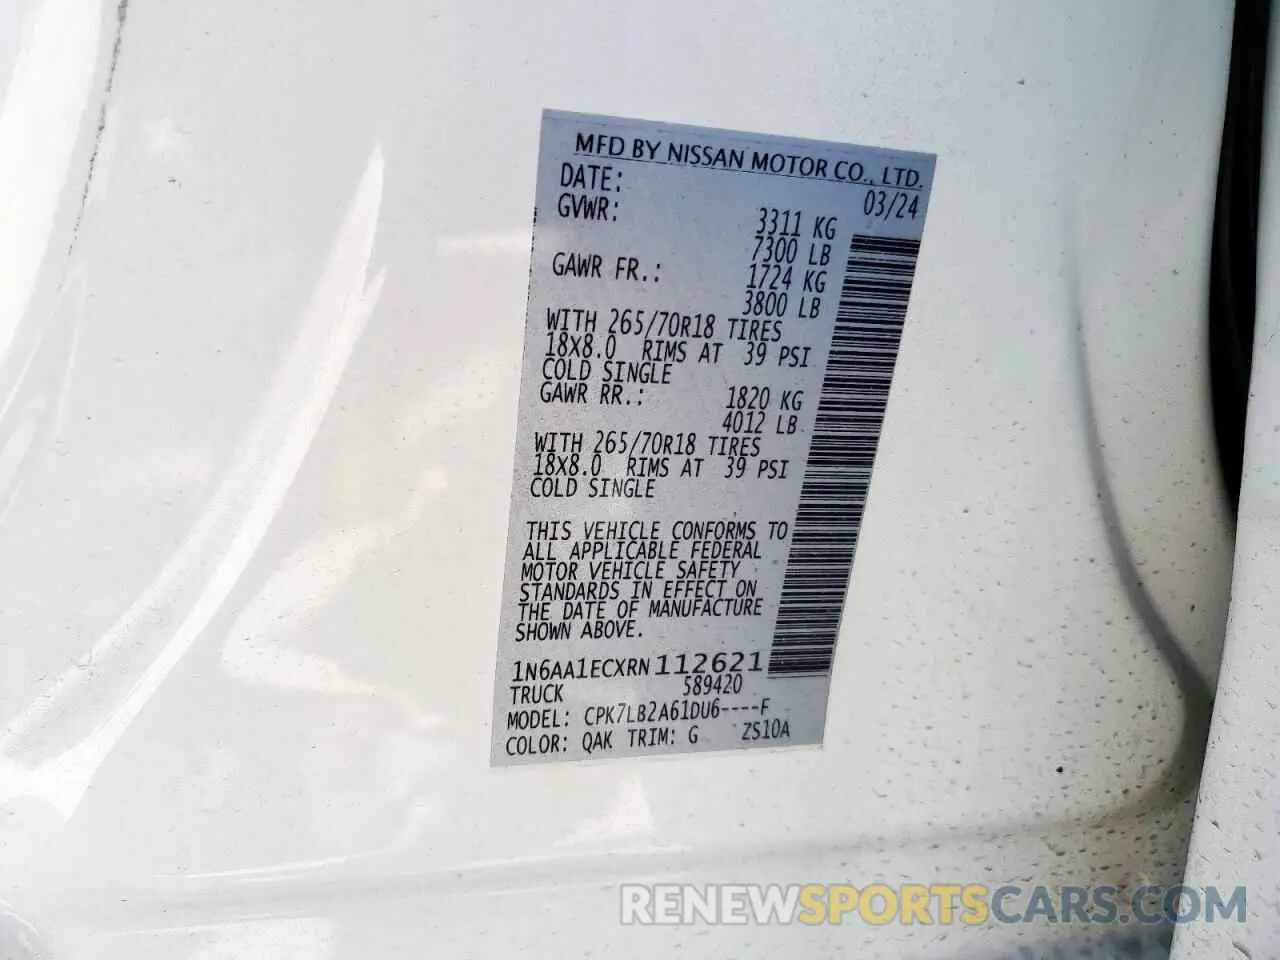 MFD BY NISSAN MOTOR CO., LTD.
DATE: 03/24
GVWR: 3311 KG
7300 LB
GAWR FR.: 1724 KG
3800 LB
WITH 265/70R18 TIRES
18X8.0 RIMS AT 39 PSI
COLD SINGLE
GAWR RR.: 1820 KG
4012 LB
WITH 265/70R18 TIRES
18X8.0 RIMS AT 39 PSI
COLD SINGLE
THIS VEHICLE CONFORMS TO
ALL APPLICABLE FEDERAL
MOTOR VEHICLE SAFETY
STANDARDS IN EFFECT ON
THE DATE OF MANUFACTURE
SHOWN ABOVE.
1N6AA1ECXRN112621
TRUCK 589420
MODEL: CPK7LB2A61DU6----F
COLOR: QAK TRIM: G ZS10A
RENEWSPORTSCARS.COM